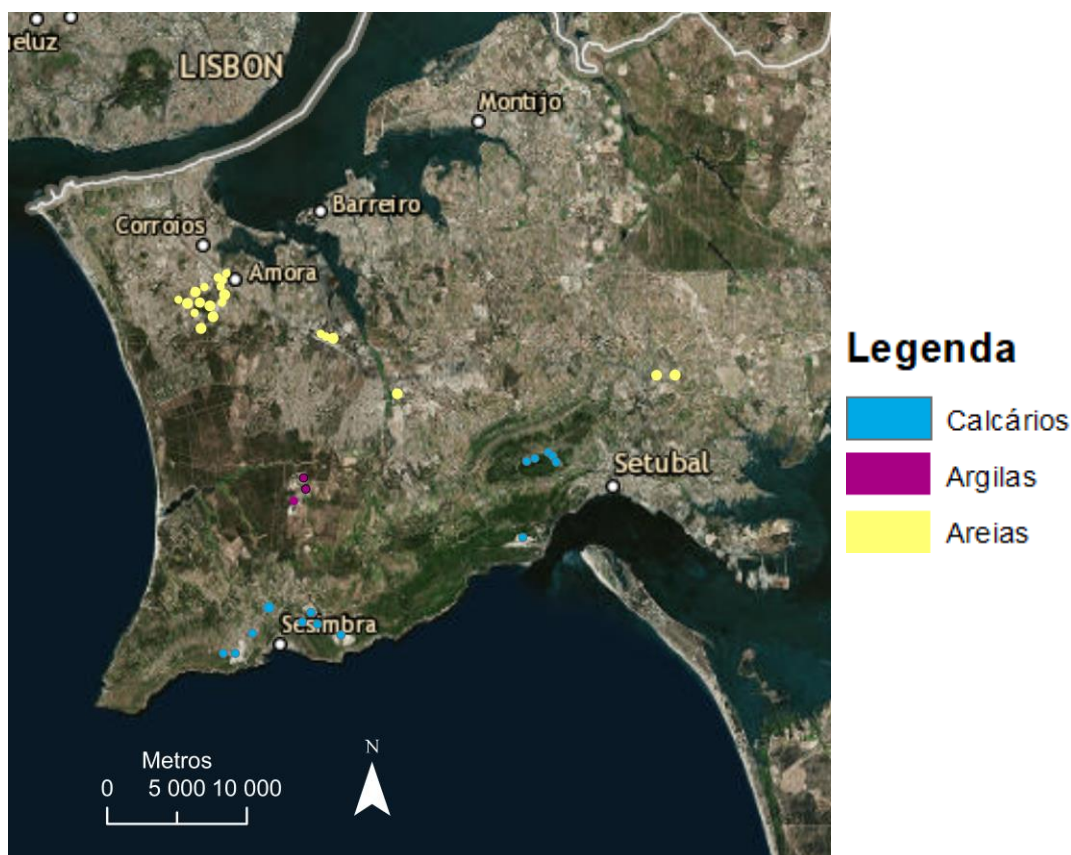 eluz
LISBON
Montijo
Barreiro
Corroios
Amora
Setubal
Sesimbra
Metros
0 5 000 10 000
N
Legenda
Calcários
Argilas
Areias